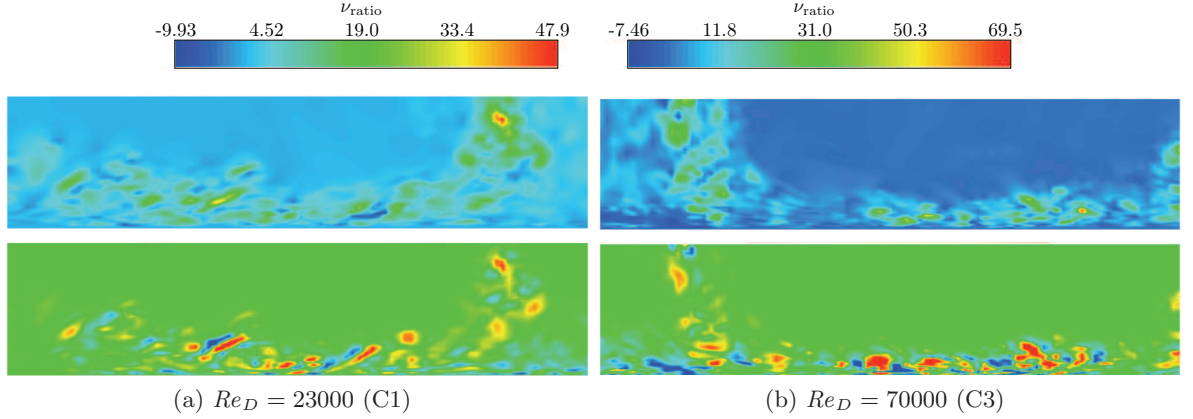 ν_ratio
-9.93 4.52 19.0 33.4 47.9
ν_ratio
-7.46 11.8 31.0 50.3 69.5
(a) Re_D = 23000 (C1)
(b) Re_D = 70000 (C3)